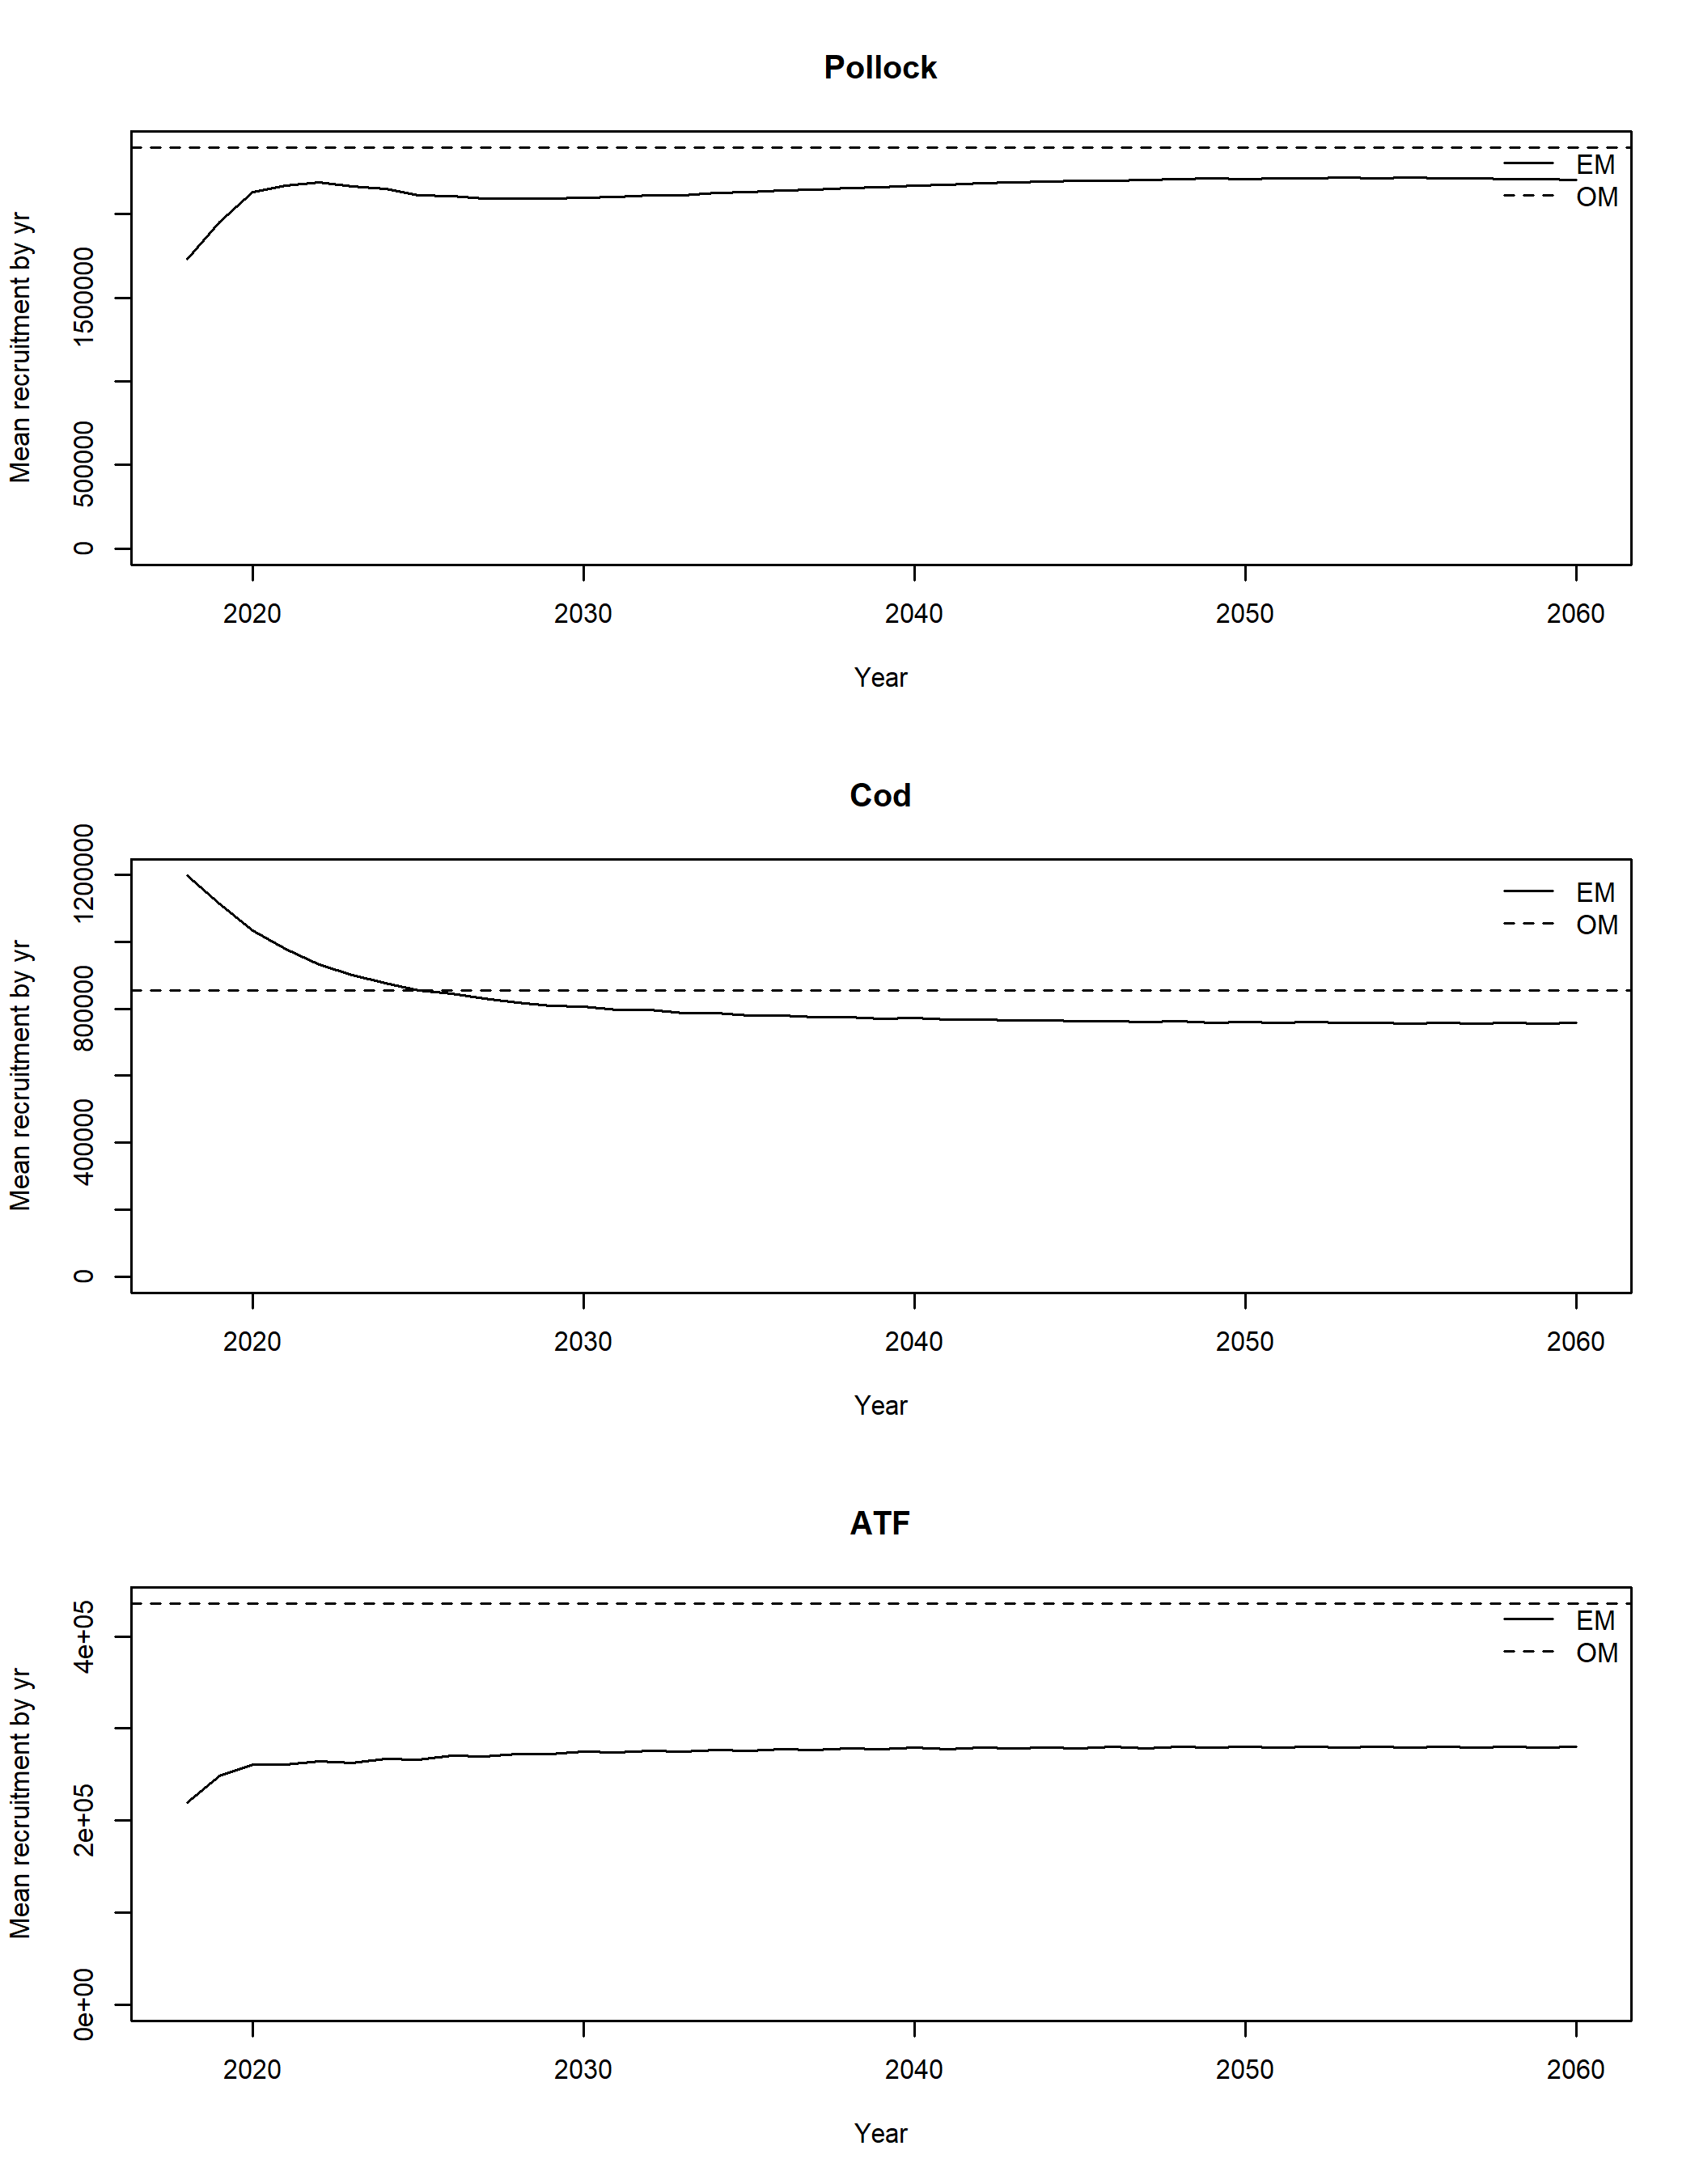 Pollock
Mean recruitment by yr
0
500000
1500000
EM
OM
2020 2030 2040 2050 2060
Year
Cod
Mean recruitment by yr
0
400000
800000
1200000
EM
OM
2020 2030 2040 2050 2060
Year
ATF
Mean recruitment by yr
0e+00
2e+05
4e+05
EM
OM
2020 2030 2040 2050 2060
Year